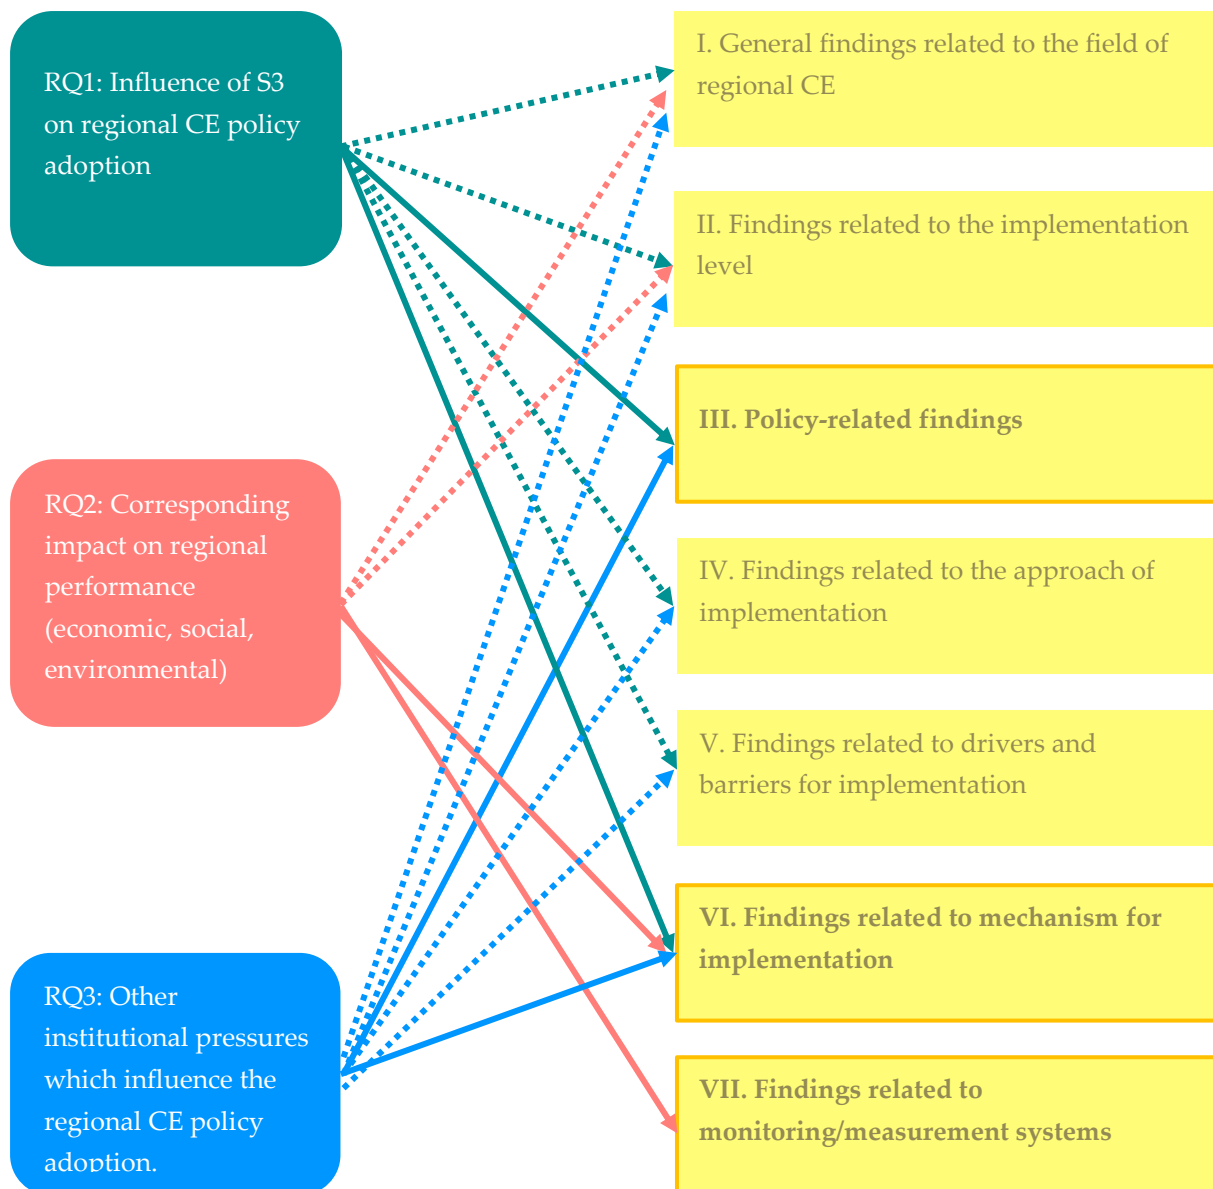 RQ1: Influence of S3
on regional CE policy
adoption
RQ2: Corresponding
impact on regional
performance
(economic, social,
environmental)
RQ3: Other
institutional pressures
which influence the
regional CE policy
adoption.
I. General findings related to the field of
regional CE
II. Findings related to the implementation
level
III. Policy-related findings
IV. Findings related to the approach of
implementation
V. Findings related to drivers and
barriers for implementation
VI. Findings related to mechanism for
implementation
VII. Findings related to
monitoring/measurement systems